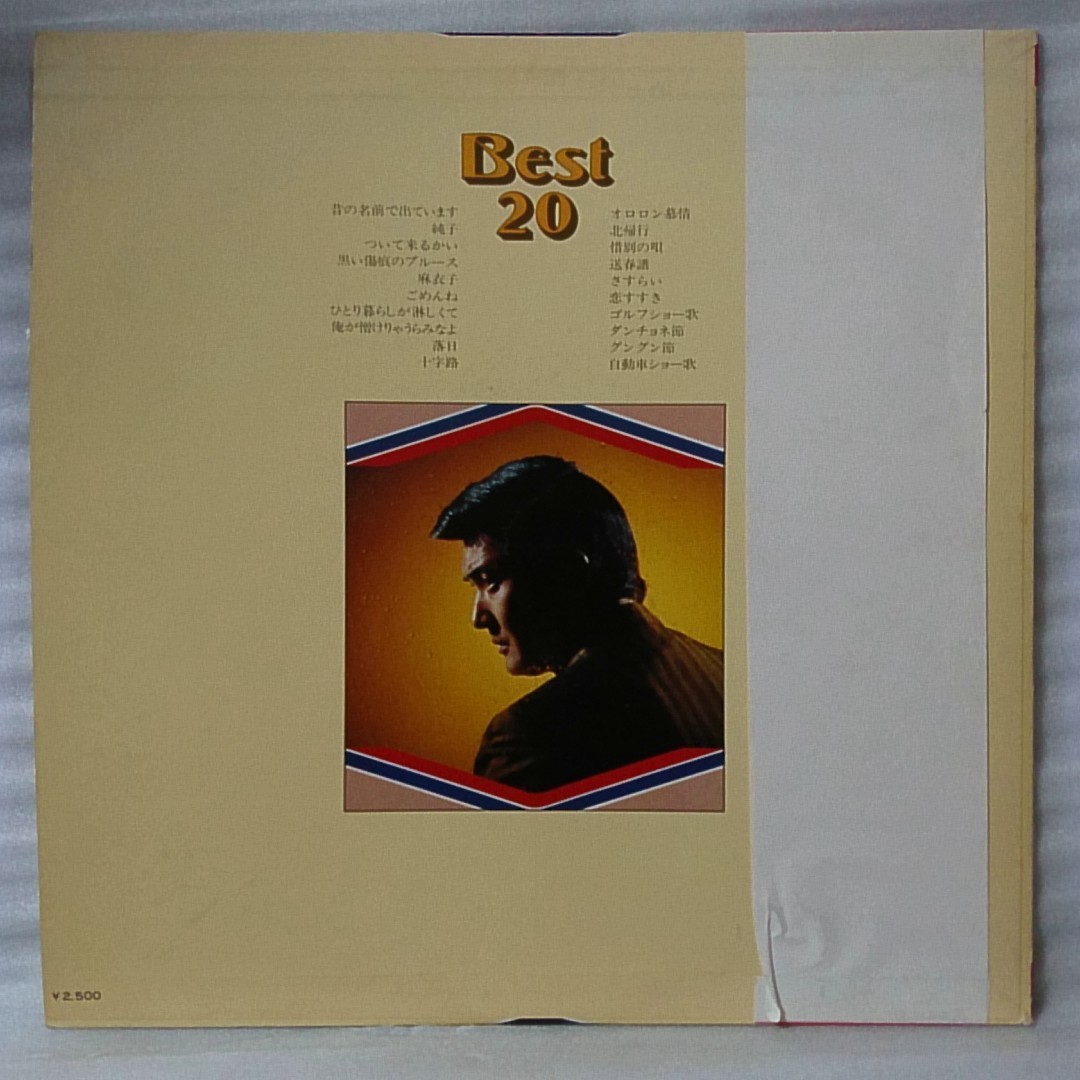 Best
20
昔の名前で出ています
純子
ついて来るかい
黒い傷痕のブルース
麻衣子
ごめんね
ひとり暮らしが淋しくて
俺が憎けりゃうらみなよ
落日
十字路
オロロン慕情
北帰行
惜別の唄
送春譜
さすらい
恋すすき
ゴルフショー歌
ダンチョネ節
グングン節
自動車ショー歌
¥2,500